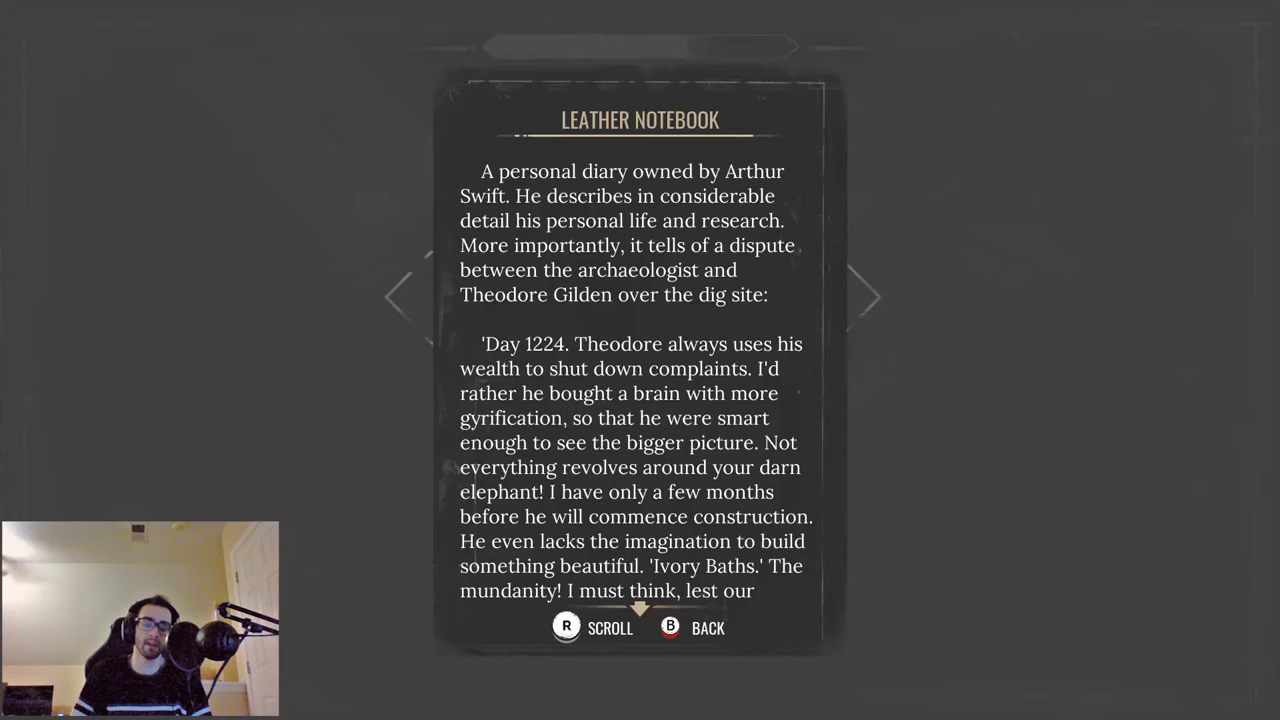 LEATHER NOTEBOOK
A personal diary owned by Arthur
Swift. He describes in considerable
detail his personal life and research.
More importantly, it tells of a dispute
between the archaeologist and
Theodore Gilden over the dig site:
'Day 1224. Theodore always uses his
wealth to shut down complaints. I'd
rather he bought a brain with more
gyrification, so that he were smart
enough to see the bigger picture. Not
everything revolves around your darn
elephant! I have only a few months
before he will commence construction.
He even lacks the imagination to build
something beautiful. 'Ivory Baths.' The
mundanity! I must think, lest our
R SCROLL B BACK